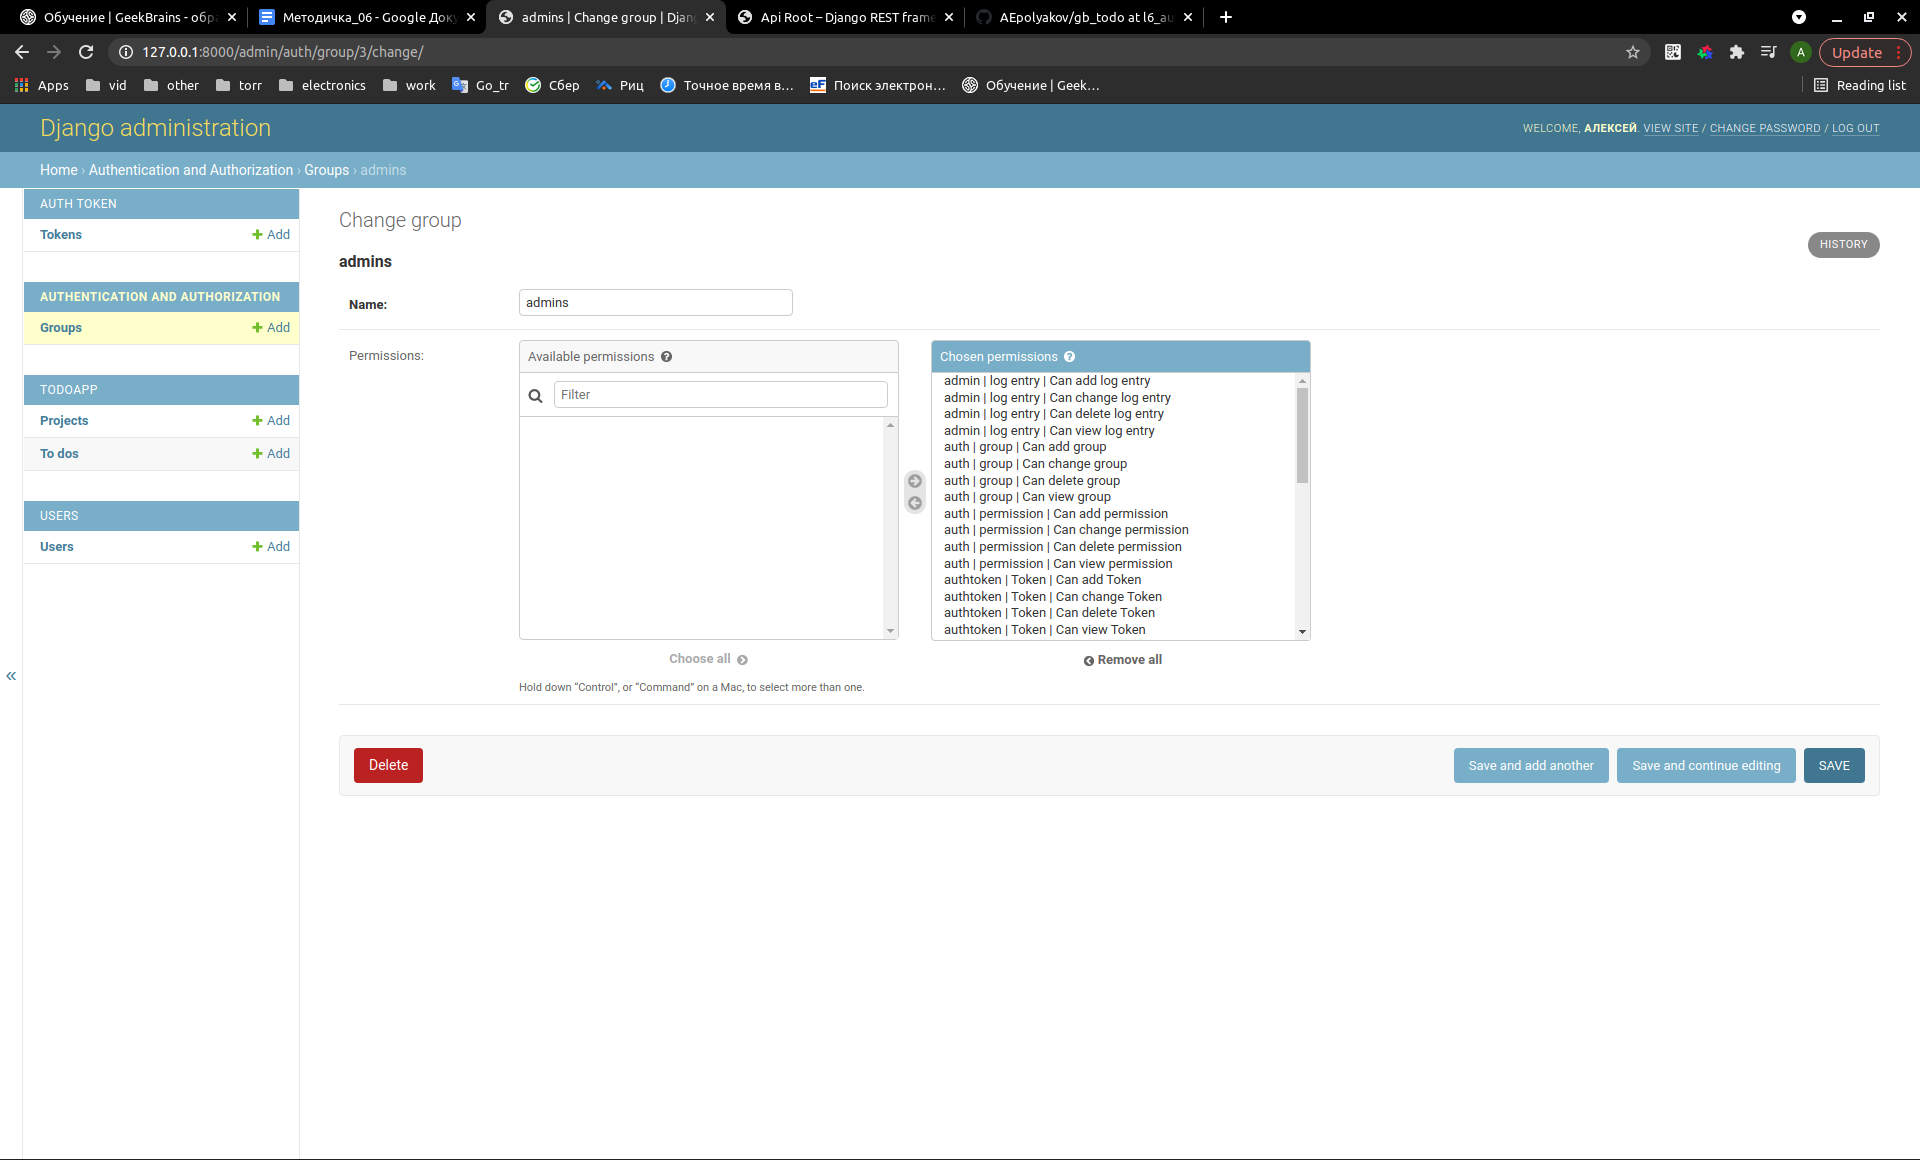 Обучение | GeekBrains - обра
Методичка_06 - Google Доку
admins | Change group | Djan
Api Root – Django REST frame
AEpolyakov/gb_todo at l6_au
127.0.0.1:8000/admin/auth/group/3/change/
A
Update
Apps
vid
other
torr
electronics
work
Go_tr
Сбер
Риц
Точное время в...
eF
Поиск электрон...
Обучение | Geek...
Reading list
Django administration
WELCOME, АЛЕКСЕЙ. VIEW SITE / CHANGE PASSWORD / LOG OUT
Home › Authentication and Authorization › Groups › admins
AUTH TOKEN
Tokens
Add
AUTHENTICATION AND AUTHORIZATION
Groups
Add
TODOAPP
Projects
Add
To dos
Add
USERS
Users
Add
«
Change group
HISTORY
admins
Name:
admins
Permissions:
Available permissions
Filter
Choose all
Chosen permissions
admin | log entry | Can add log entry
admin | log entry | Can change log entry
admin | log entry | Can delete log entry
admin | log entry | Can view log entry
auth | group | Can add group
auth | group | Can change group
auth | group | Can delete group
auth | group | Can view group
auth | permission | Can add permission
auth | permission | Can change permission
auth | permission | Can delete permission
auth | permission | Can view permission
authtoken | Token | Can add Token
authtoken | Token | Can change Token
authtoken | Token | Can delete Token
authtoken | Token | Can view Token
Remove all
Hold down “Control”, or “Command” on a Mac, to select more than one.
Delete
Save and add another
Save and continue editing
SAVE